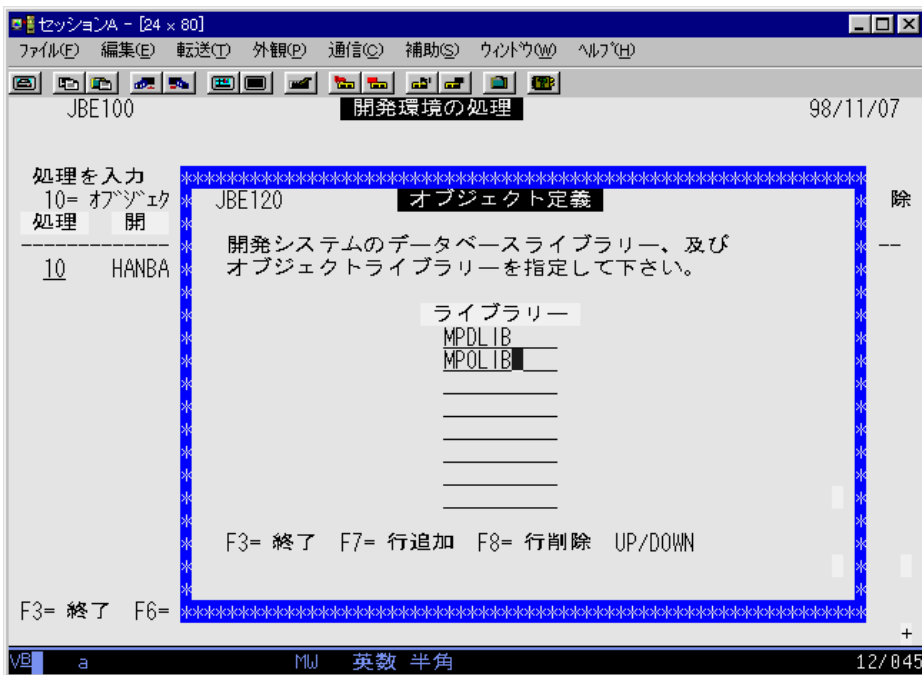 セッションA - [24 x 80]
ファイル(F) 編集(E) 転送(T) 外観(P) 通信(C) 補助(S) ウィンドウ(W) ヘルプ(H)
JBE100 開発環境の処理 98/11/07
処理を入力
10= オブジェク 除
処理 開
10 HANBA
JBE120 オブジェクト定義
開発システムのデータベースライブラリー、及び
オブジェクトライブラリーを指定して下さい。
ライブラリー
MPDLIB
MPOLIB
F3= 終了 F7= 行追加 F8= 行削除 UP/DOWN
F3= 終了 F6=
+
VB a MW 英数 半角 12/045